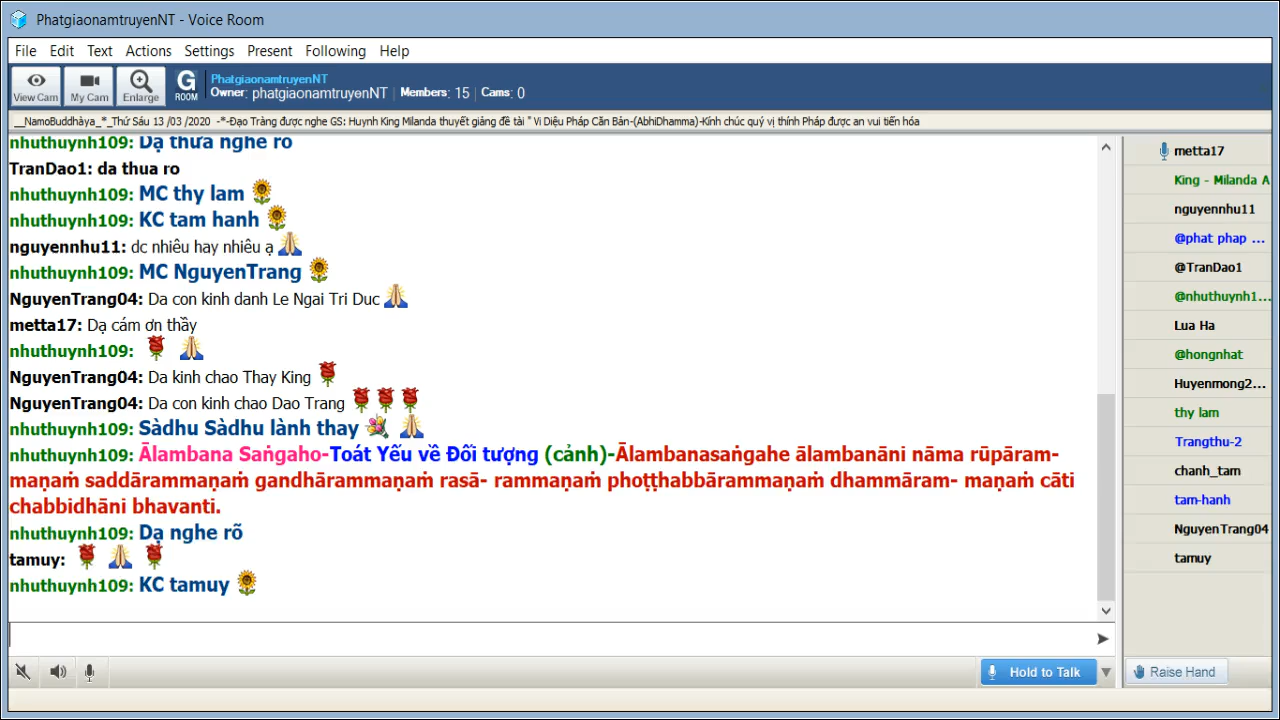 PhatgiaonamtruyenNT - Voice Room
File Edit Text Actions Settings Present Following Help
View Cam My Cam Enlarge G ROOM
PhatgiaonamtruyenNT
Owner: phatgiaonamtruyenNT Members: 15 Cams: 0
__NamoBuddhàya_*_Thứ Sáu 13 /03 /2020 -*-Đạo Tràng được nghe GS: Huynh King Milanda thuyết giảng đề tài " Vi Diệu Pháp Căn Bản-(AbhiDhamma)-Kính chúc quý vị thính Pháp được an vui tiến hóa
nhuthuynh109: Dạ thưa nghe rõ
TranDao1: da thua ro
nhuthuynh109: MC thy lam
nhuthuynh109: KC tam hanh
nguyennhu11: dc nhiêu hay nhiêu ạ
nhuthuynh109: MC NguyenTrang
NguyenTrang04: Da con kinh danh Le Ngai Tri Duc
metta17: Dạ cám ơn thầy
nhuthuynh109:
NguyenTrang04: Da kinh chao Thay King
NguyenTrang04: Da con kinh chao Dao Trang
nhuthuynh109: Sàdhu Sàdhu lành thay
nhuthuynh109: Ālambana Saṅgaho-Toát Yếu về Đối tượng (cảnh)-Ālambanasaṅgahe ālambanāni nāma rūpāram-
maṇaṁ saddārammaṇaṁ gandhārammaṇaṁ rasā- rammaṇaṁ phoṭṭhabbārammaṇaṁ dhammāram- maṇaṁ cāti
chabbidhāni bhavanti.
nhuthuynh109: Dạ nghe rõ
tamuy:
nhuthuynh109: KC tamuy
metta17
King - Milanda A
nguyennhu11
@phat phap ...
@TranDao1
@nhuthuynh1...
Lua Ha
@hongnhat
Huyenmong2...
thy lam
Trangthu-2
chanh_tam
tam-hanh
NguyenTrang04
tamuy
Hold to Talk
Raise Hand